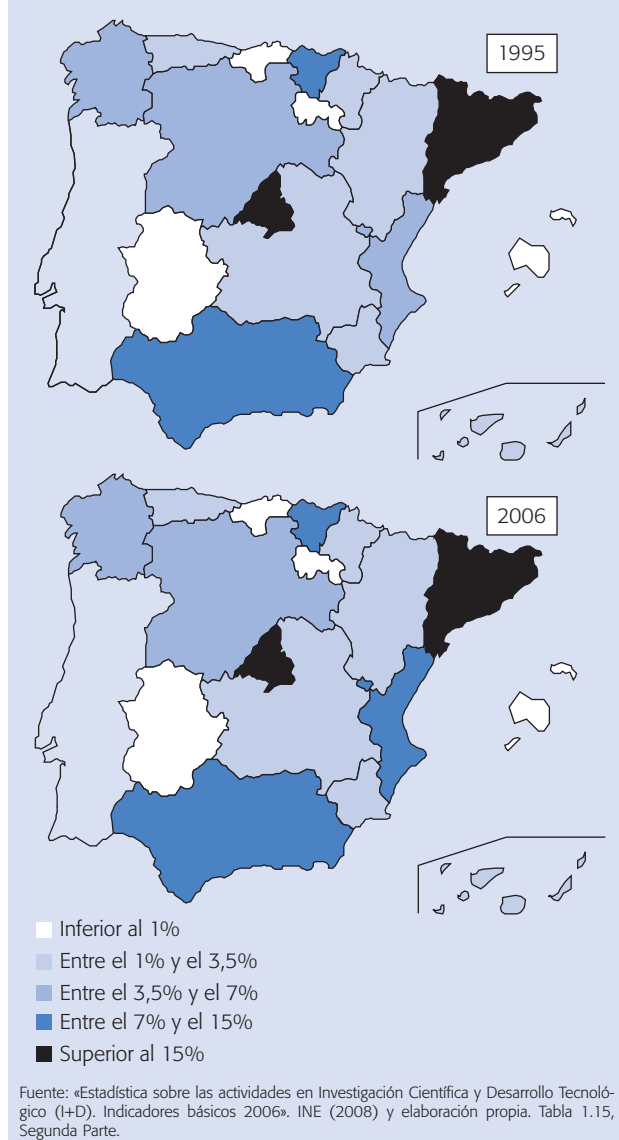 1995
2006
Inferior al 1%
Entre el 1% y el 3,5%
Entre el 3,5% y el 7%
Entre el 7% y el 15%
Superior al 15%
Fuente: «Estadística sobre las actividades en Investigación Científica y Desarrollo Tecnoló-
gico (I+D). Indicadores básicos 2006». INE (2008) y elaboración propia. Tabla 1.15,
Segunda Parte.